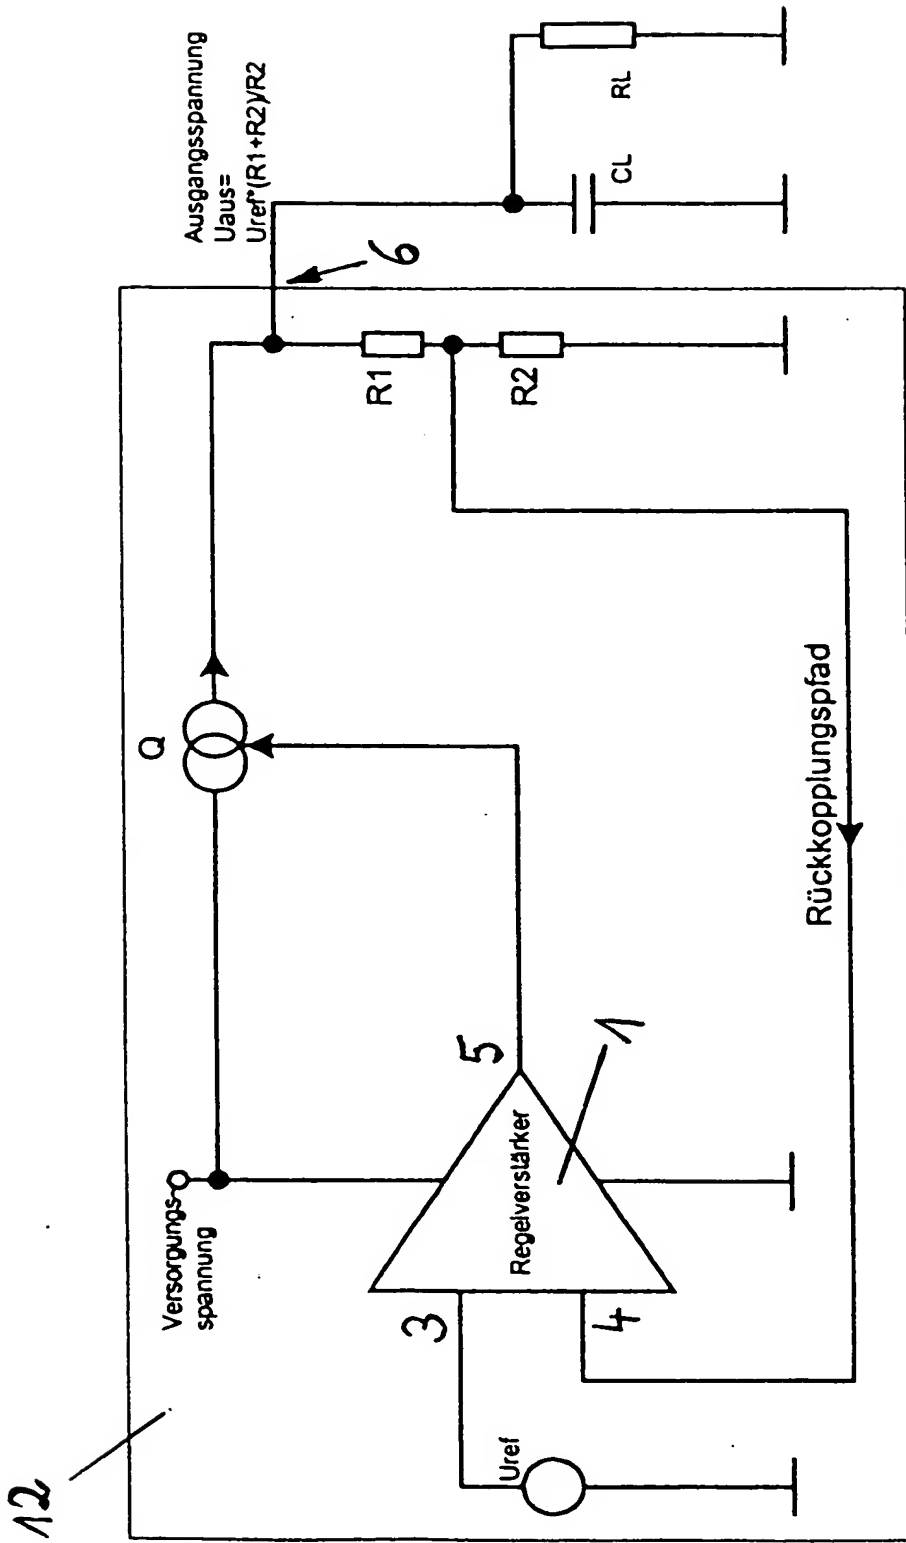 12
Versorgungs-
spannung
Q
Ausgangsspannung
Uaus=
Uref*(R1+R2)/R2
6
3
Uref
4
Regelverstärker
5
1
R1
R2
CL
RL
Rückkopplungspfad